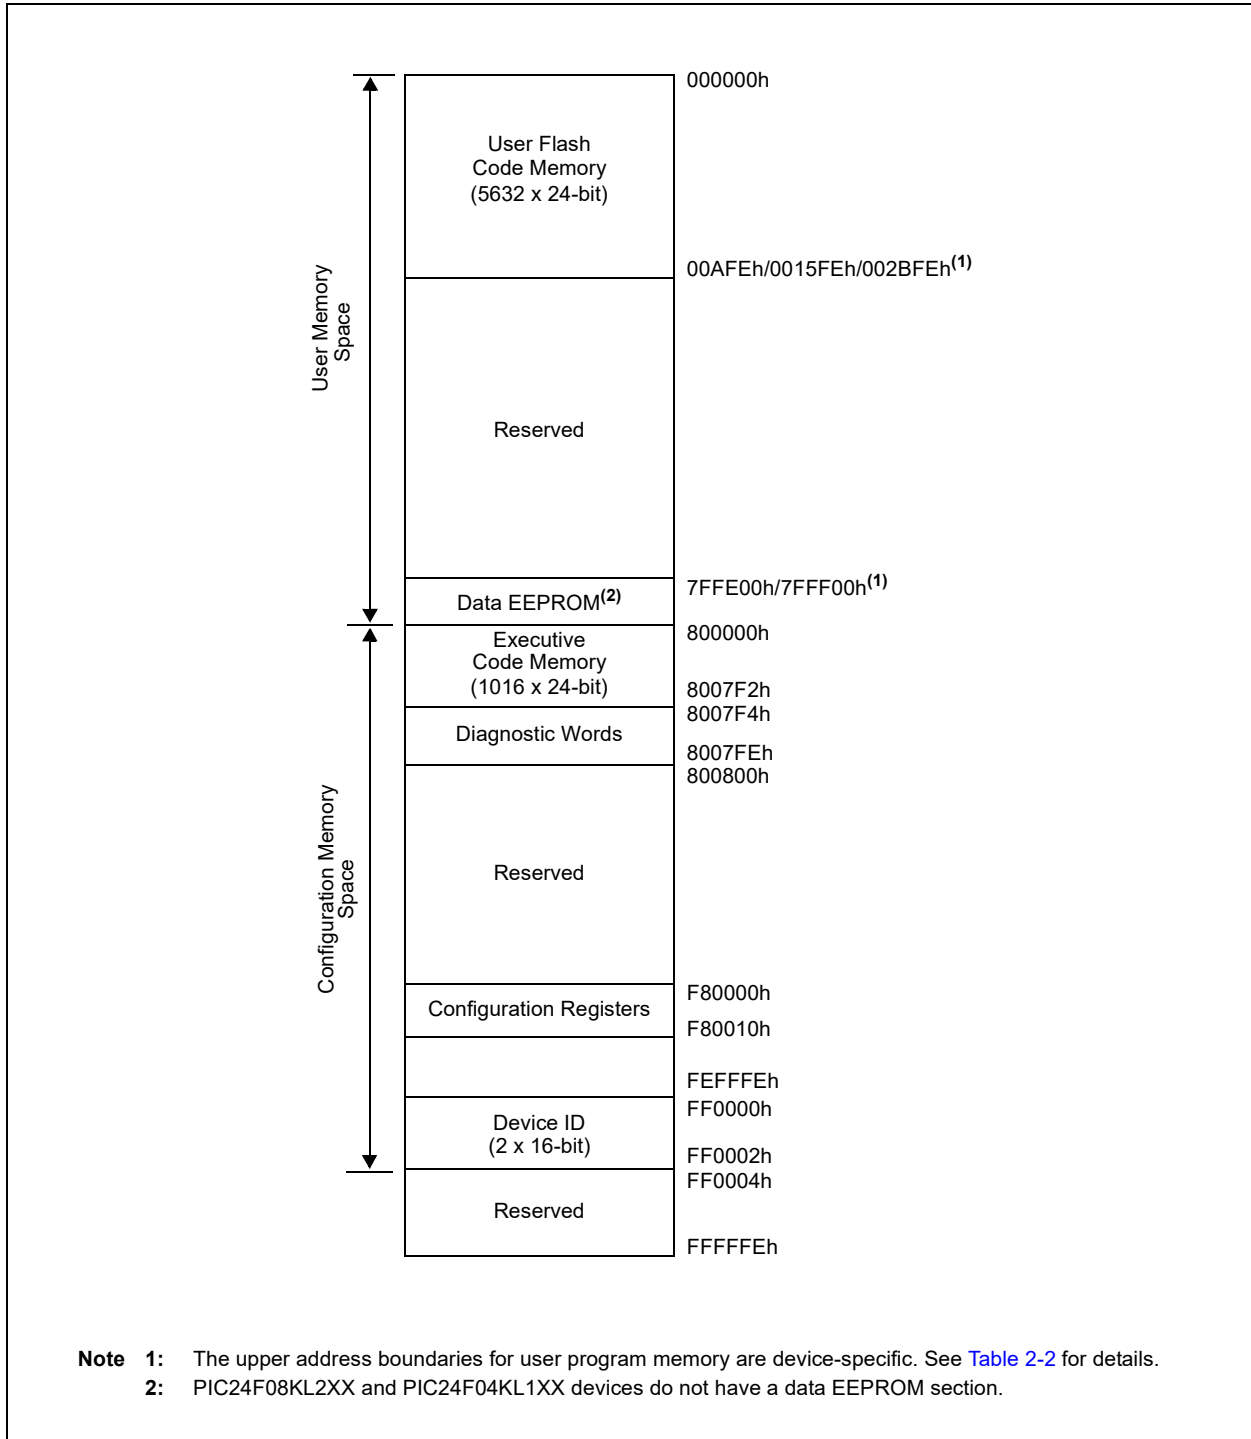 000000h
User Flash
Code Memory
(5632 x 24-bit)
00AFEh/0015FEh/002BFEh(1)
User Memory
Space
Reserved
7FFE00h/7FFF00h(1)
Data EEPROM(2)
800000h
Executive
Code Memory
(1016 x 24-bit)
8007F2h
8007F4h
Diagnostic Words
8007FEh
800800h
Configuration Memory
Space
Reserved
F80000h
Configuration Registers
F80010h
FEFFFEh
FF0000h
Device ID
(2 x 16-bit)
FF0002h
FF0004h
Reserved
FFFFFEh
Note 1: The upper address boundaries for user program memory are device-specific. See Table 2-2 for details.
2: PIC24F08KL2XX and PIC24F04KL1XX devices do not have a data EEPROM section.